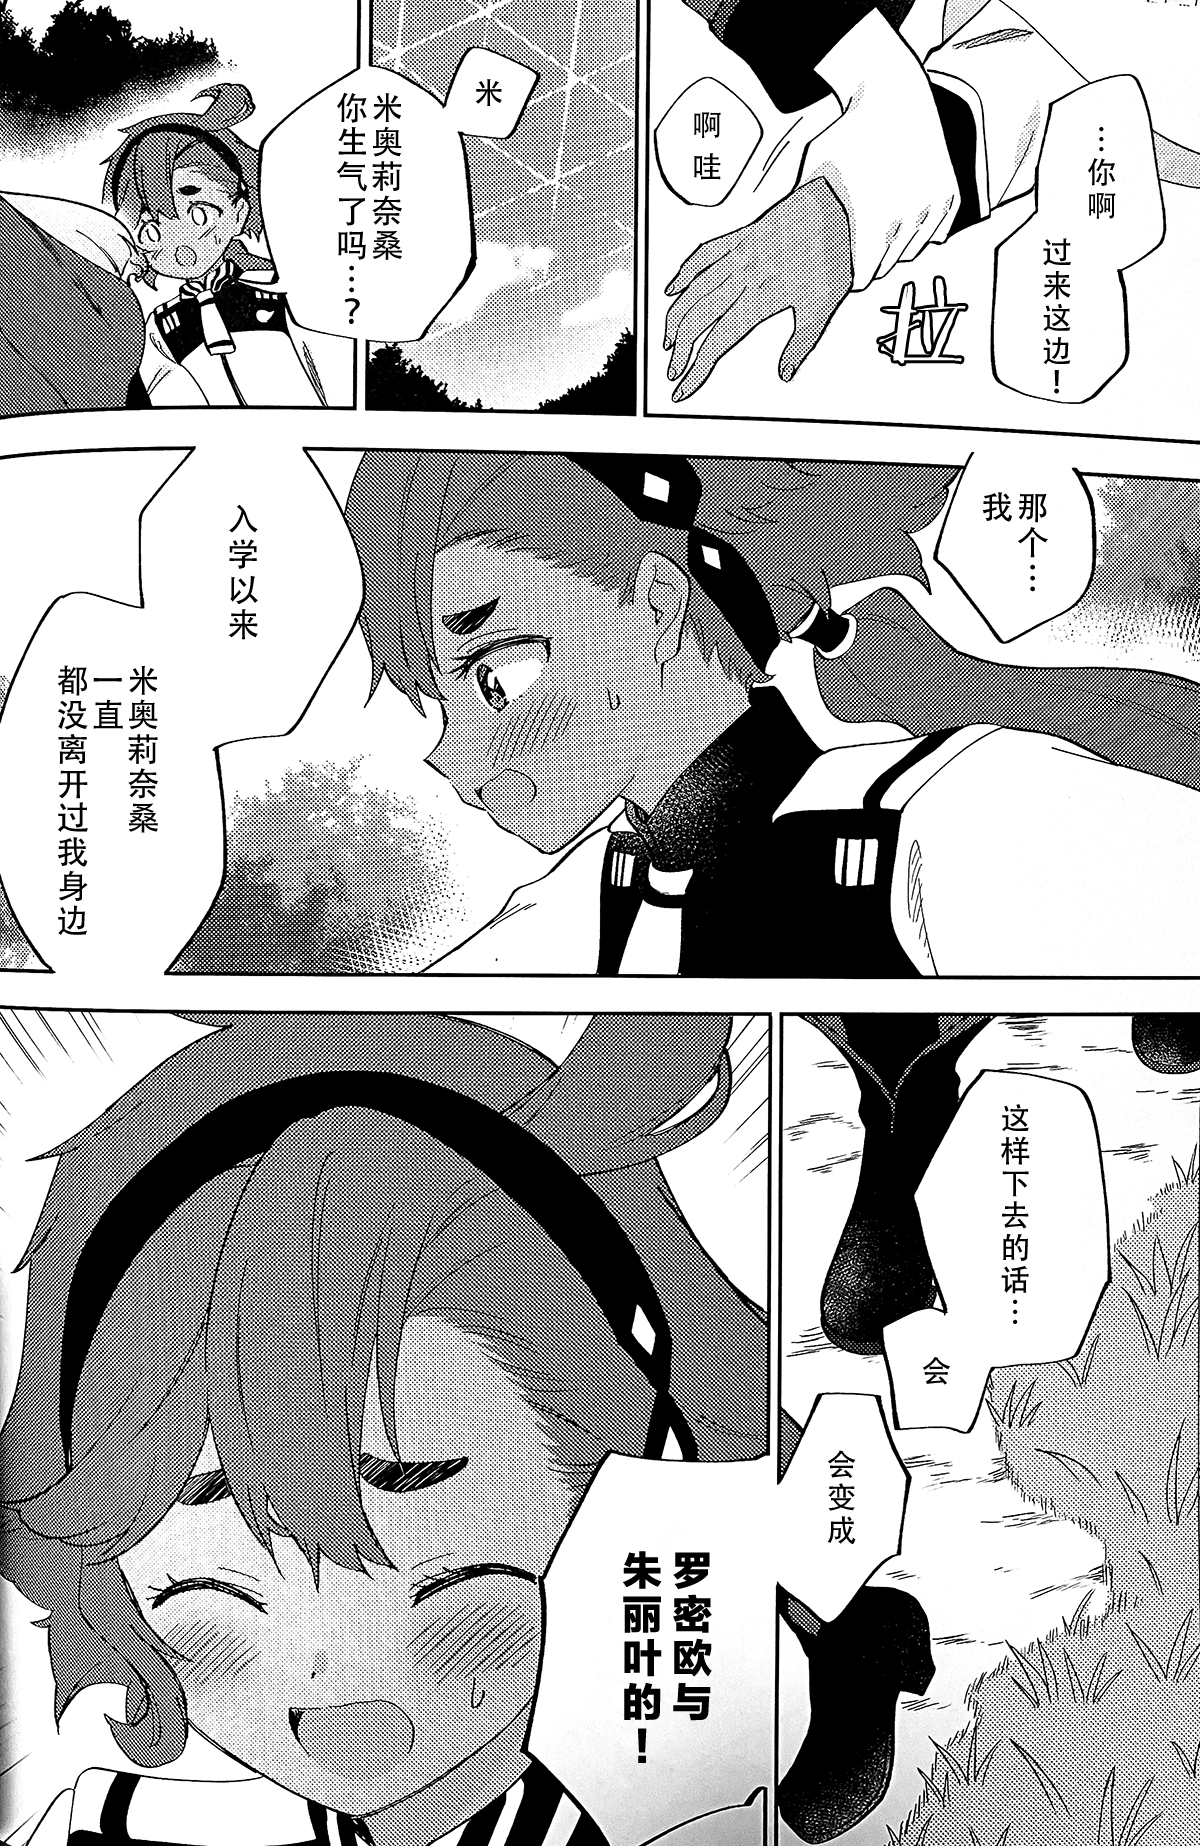 …你啊
过来这边！
啊
哇
拉
米
米奥莉奈桑
你生气了吗…？
那个…
我
入学以来
米奥莉奈桑
一直
都没离开过我身边
这样下去的话…
会
会变成
罗密欧与
朱丽叶的！